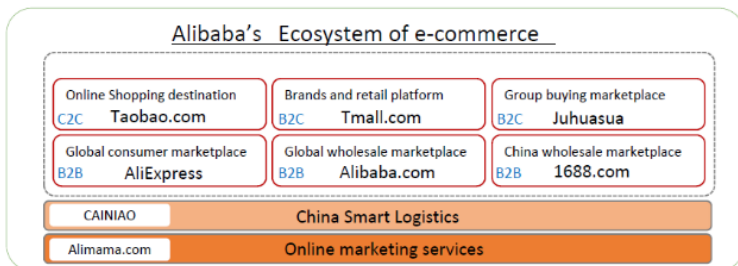 Alibaba's Ecosystem of e-commerce
Online Shopping destination
C2C Taobao.com
Brands and retail platform
B2C Tmall.com
Group buying marketplace
B2C Juhuasua
Global consumer marketplace
B2B AliExpress
Global wholesale marketplace
B2B Alibaba.com
China wholesale marketplace
B2B 1688.com
CAINIAO China Smart Logistics
Alimama.com Online marketing services